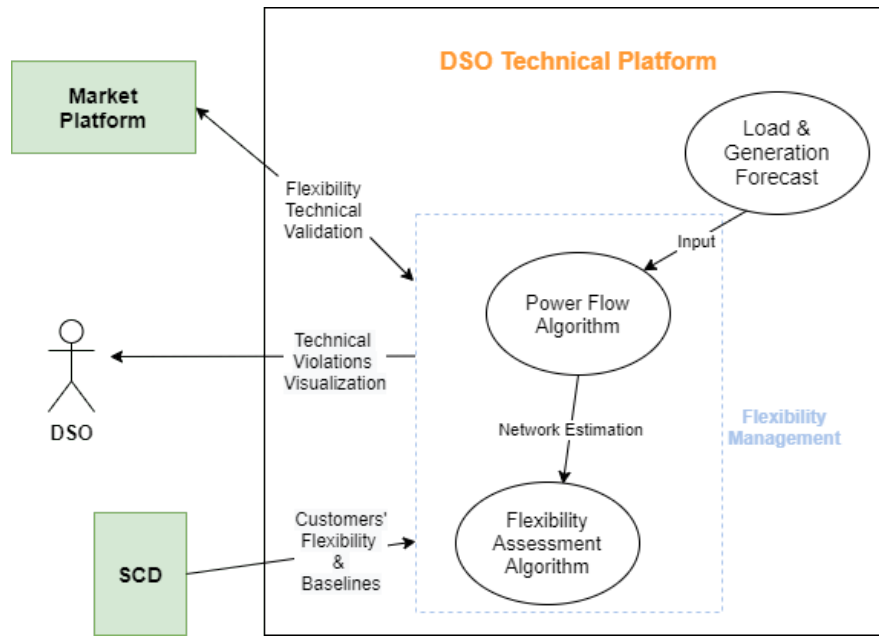 DSO Technical Platform
Market
Platform
Load &
Generation
Forecast
Flexibility
Technical
Validation
Input
Power Flow
Algorithm
Technical
Violations
Visualization
DSO
Network Estimation
Flexibility
Management
Customers'
Flexibility
&
Baselines
SCD
Flexibility
Assessment
Algorithm